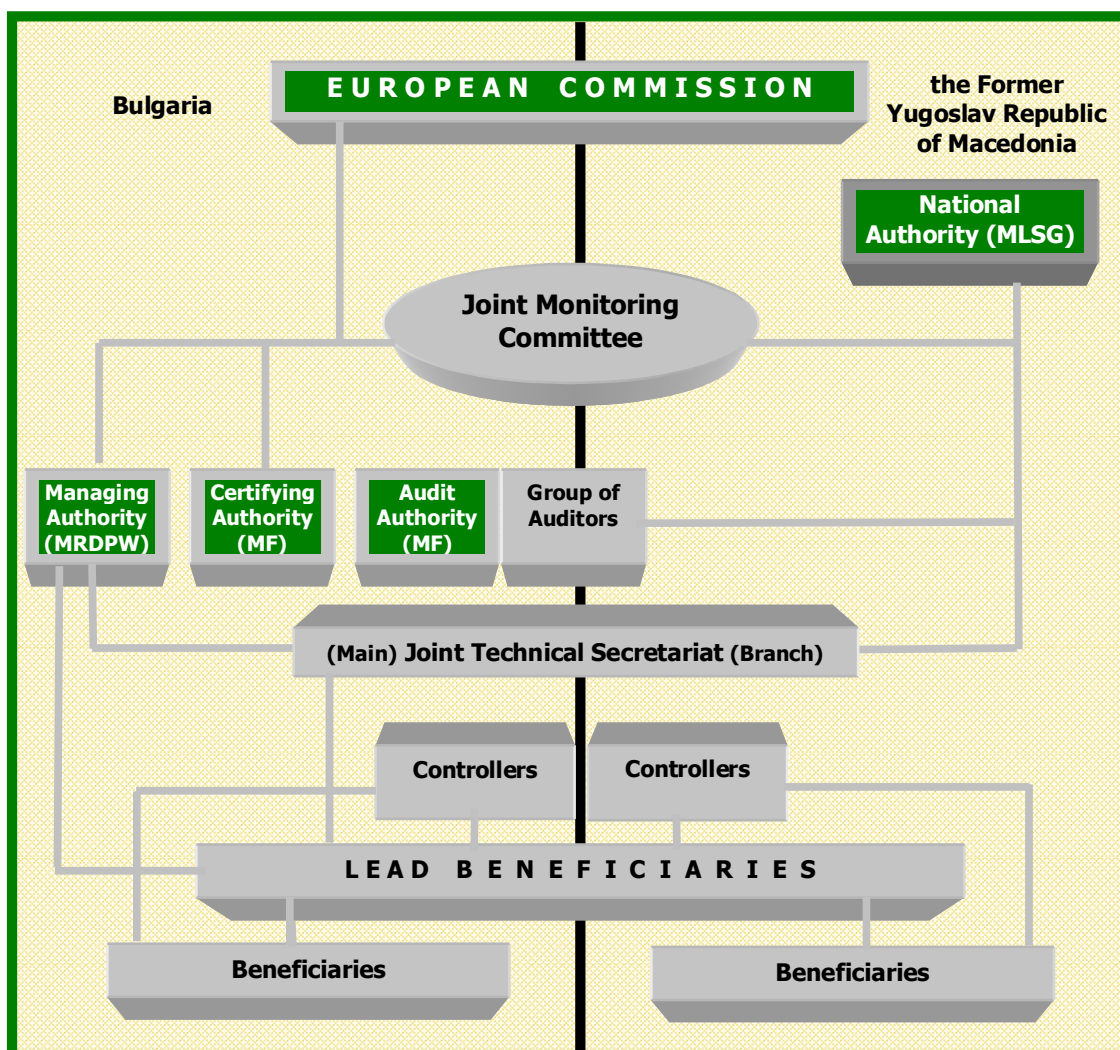 EUROPEAN COMMISSION
Bulgaria
the Former
Yugoslav Republic
of Macedonia
National
Authority (MLSG)
Joint Monitoring
Committee
Managing
Authority
(MRDPW)
Certifying
Authority
(MF)
Audit
Authority
(MF)
Group of
Auditors
(Main) Joint Technical Secretariat (Branch)
Controllers
Controllers
LEAD BENEFICIARIES
Beneficiaries
Beneficiaries